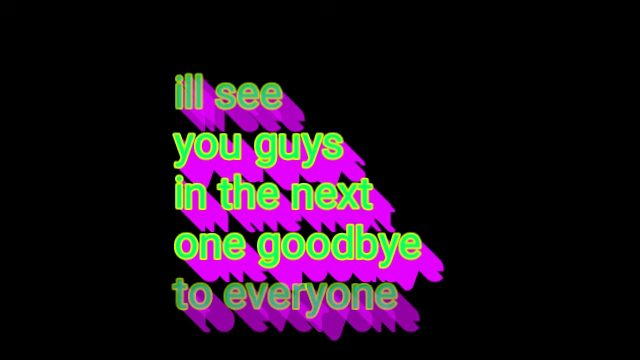 ill see
you guys
in the next
one goodbye
to everyone